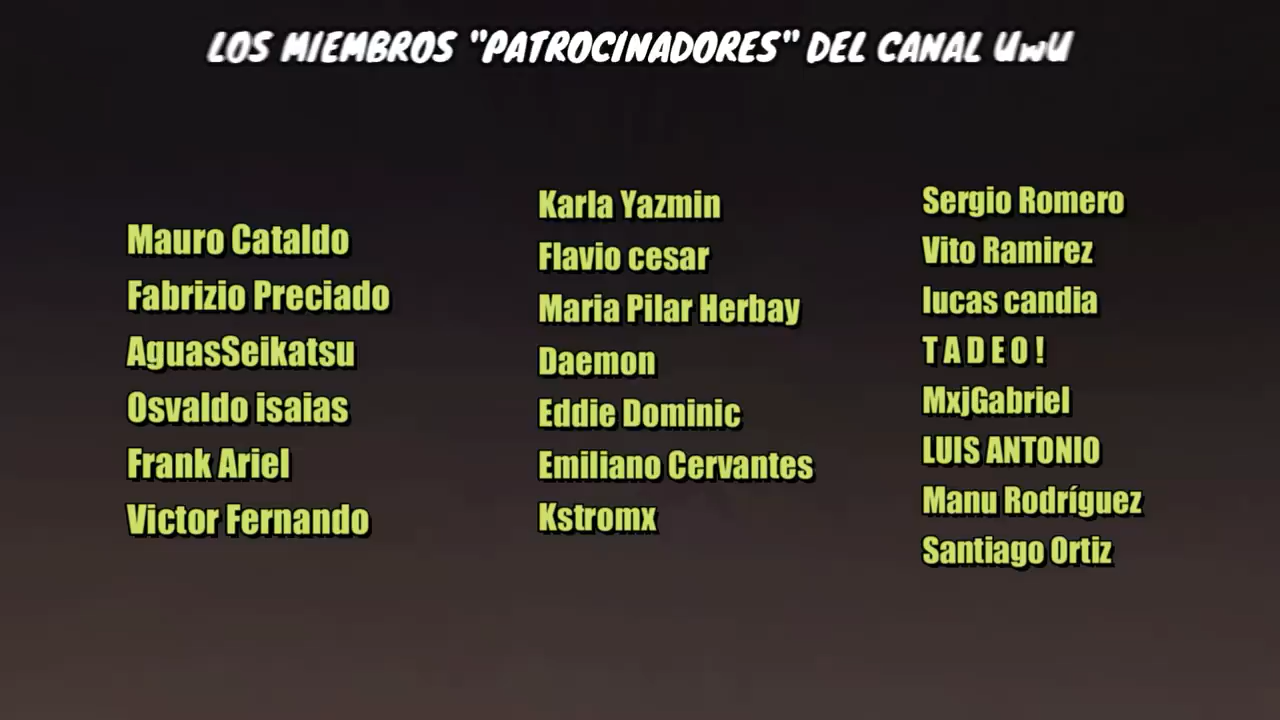 LOS MIEMBROS "PATROCINADORES" DEL CANAL UwU
Mauro Cataldo
Fabrizio Preciado
AguasSeikatsu
Osvaldo isaias
Frank Ariel
Victor Fernando
Karla Yazmin
Flavio cesar
Maria Pilar Herbay
Daemon
Eddie Dominic
Emiliano Cervantes
Kstromx
Sergio Romero
Vito Ramirez
lucas candia
T A D E O !
MxjGabriel
LUIS ANTONIO
Manu Rodríguez
Santiago Ortiz